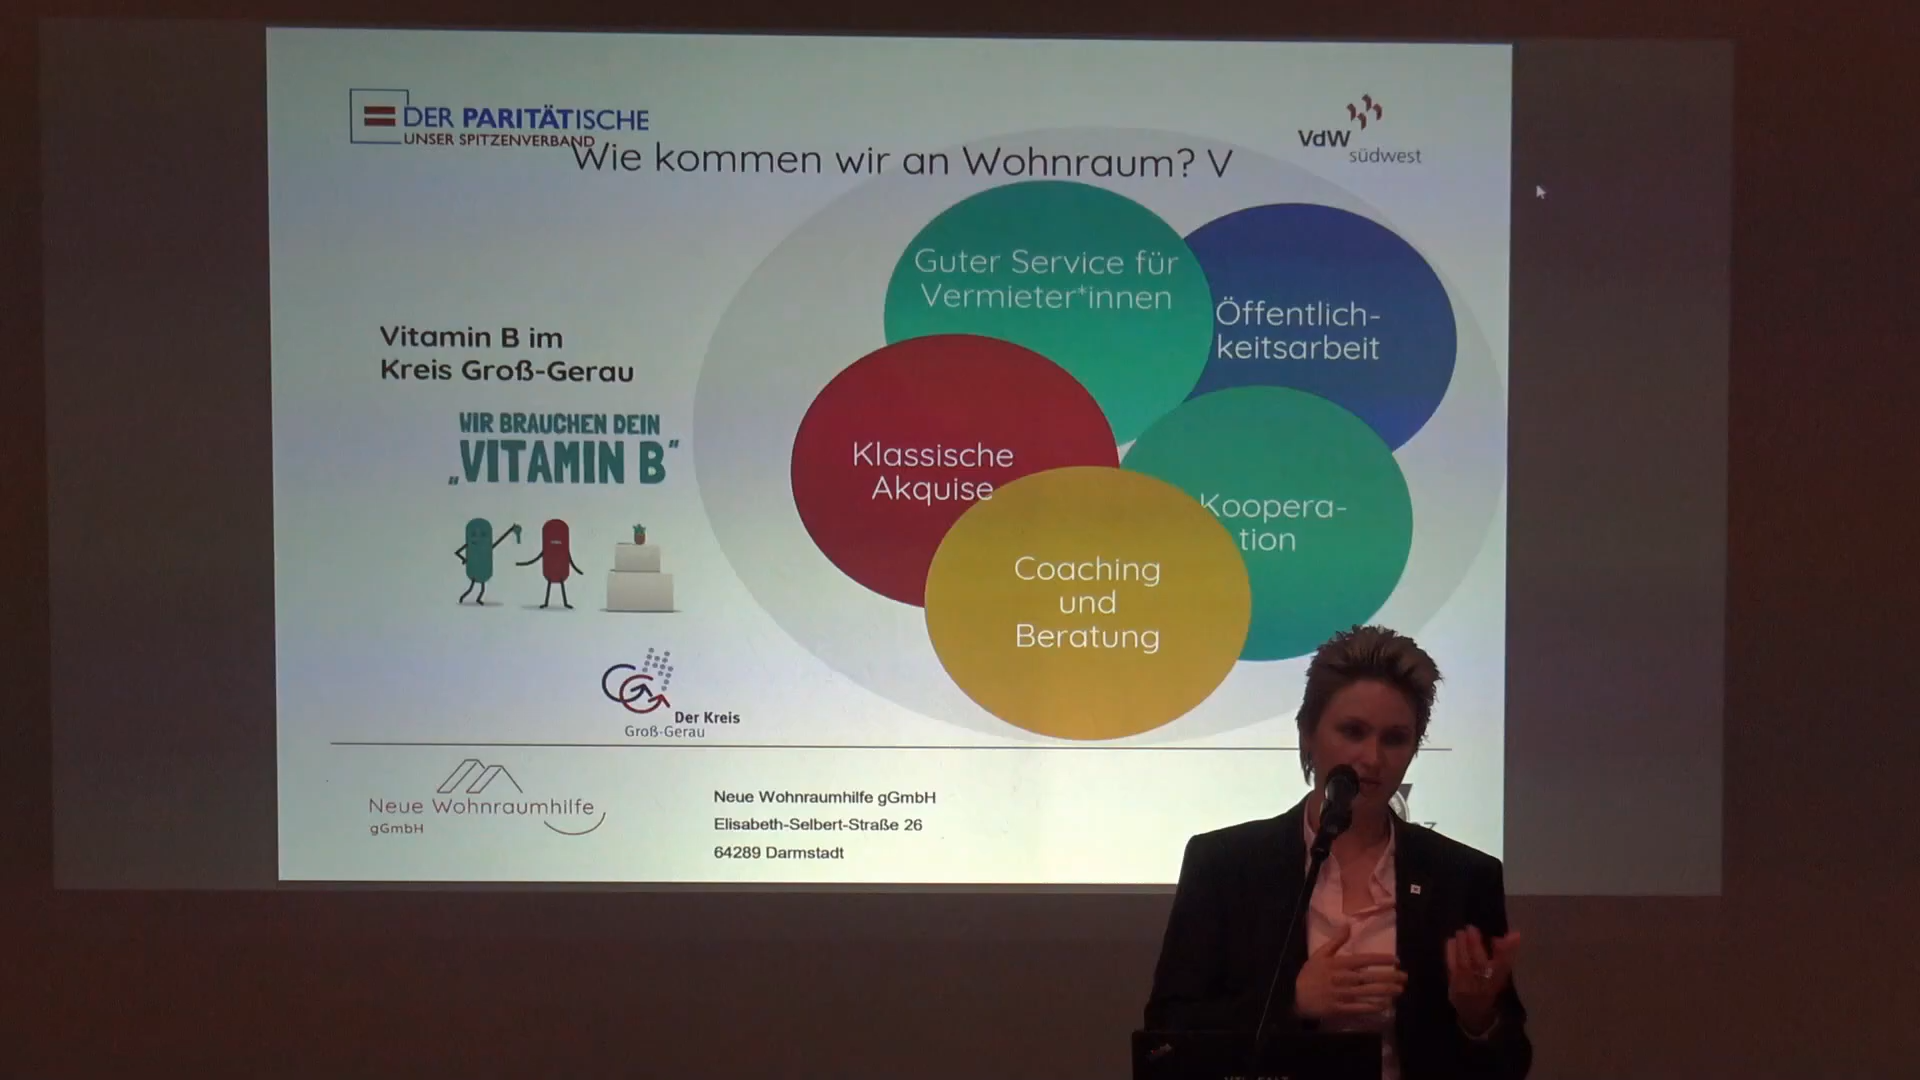 DER PARITÄTISCHE
UNSER SPITZENVERBAND
Wie kommen wir an Wohnraum? V
VdW
südwest
Guter Service für
Vermieter*innen
Öffentlich-
keitsarbeit
Vitamin B im
Kreis Groß-Gerau
WIR BRAUCHEN DEIN
„VITAMIN B"
Klassische
Akquise
Koopera-
tion
Coaching
und
Beratung
Der Kreis
Groß-Gerau
Neue Wohnraumhilfe
gGmbH
Neue Wohnraumhilfe gGmbH
Elisabeth-Selbert-Straße 26
64289 Darmstadt